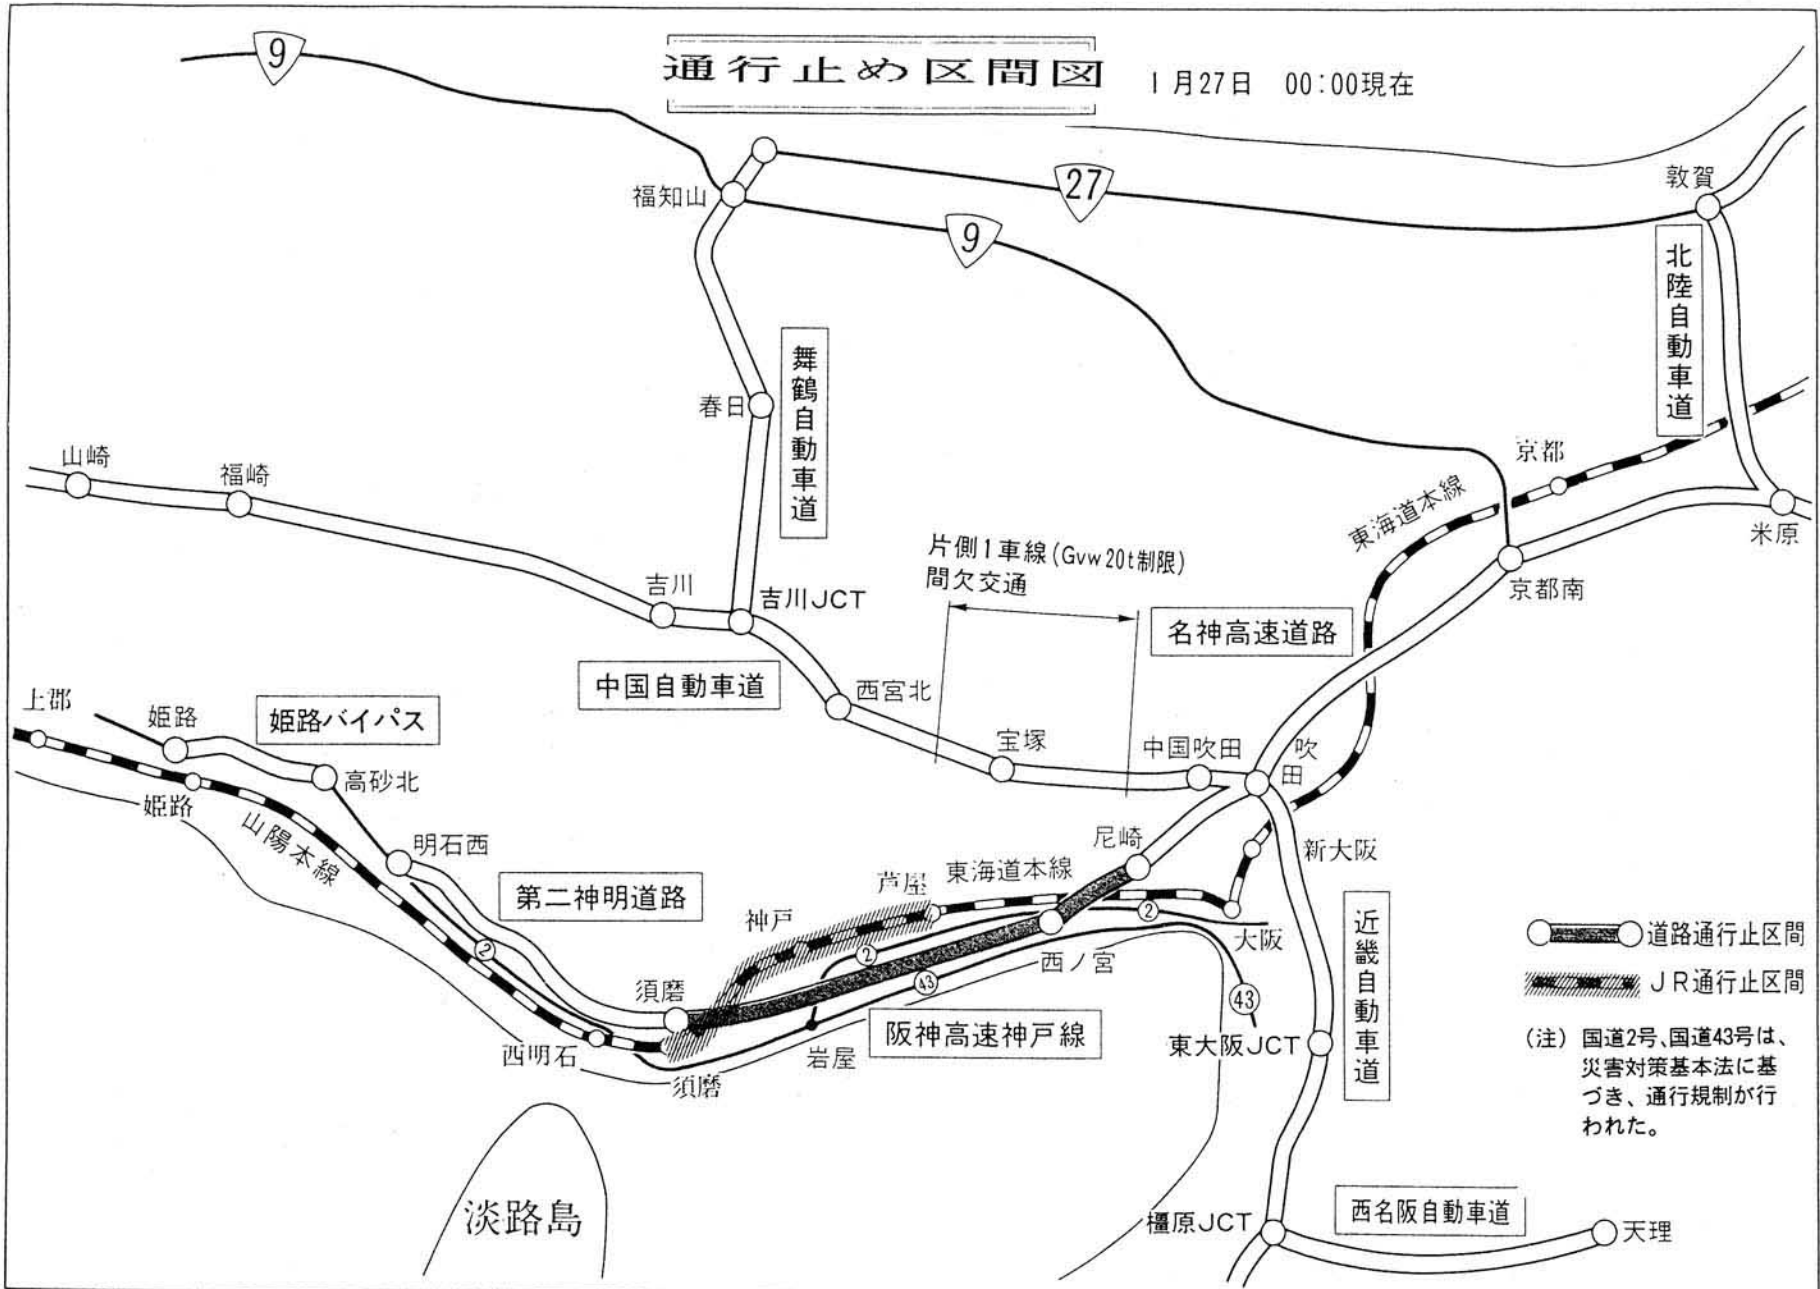 通行止め区間図
1月27日 00:00現在
9
福知山
27
9
敦賀
北陸自動車道
舞鶴自動車道
春日
山崎
福崎
京都
東海道本線
米原
京都南
片側1車線(Gvw20t制限)
間欠交通
吉川
吉川JCT
名神高速道路
中国自動車道
西宮北
上郡
姫路
姫路バイパス
高砂北
姫路
山陽本線
宝塚
中国吹田
吹田
明石西
尼崎
新大阪
第二神明道路
芦屋
東海道本線
神戸
2
2
大阪
2
43
西ノ宮
43
近畿自動車道
須磨
阪神高速神戸線
東大阪JCT
西明石
岩屋
須磨
道路通行止区間
JR通行止区間
(注) 国道2号、国道43号は、
災害対策基本法に基
づき、通行規制が行
われた。
淡路島
橿原JCT
西名阪自動車道
天理